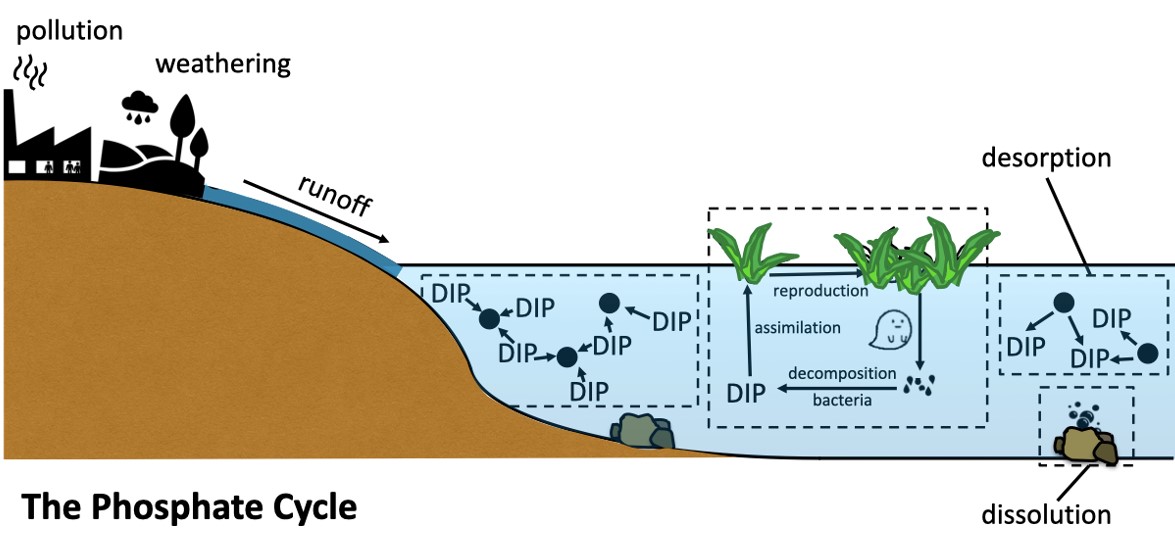 pollution
weathering
runoff
desorption
DIP
DIP
DIP
DIP
DIP
DIP
reproduction
assimilation
decomposition
bacteria
DIP
DIP
DIP
DIP
dissolution
The Phosphate Cycle